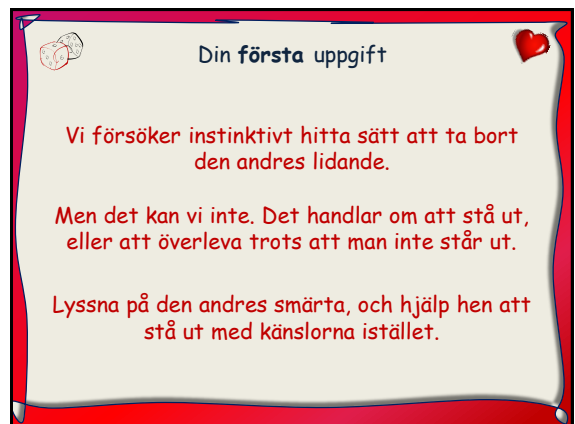 Din första uppgift
Vi försöker instinktivt hitta sätt att ta bort
den andres lidande.
Men det kan vi inte. Det handlar om att stå ut,
eller att överleva trots att man inte står ut.
Lyssna på den andres smärta, och hjälp hen att
stå ut med känslorna istället.